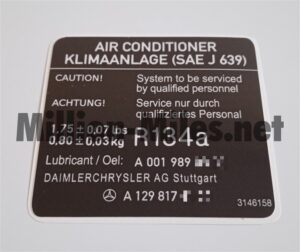 AIR CONDITIONER
KLIMAANLAGE (SAE J 639)
CAUTION! System to be serviced
by qualified personnel
ACHTUNG! Service nur durch
qualifiziertes Personal
1.75 ± 0.07 lbs
0,80 ± 0,03 kg R134a
Lubricant / Oel: A 001 989
DAIMLERCHRYSLER AG Stuttgart
A 129 817
3146158